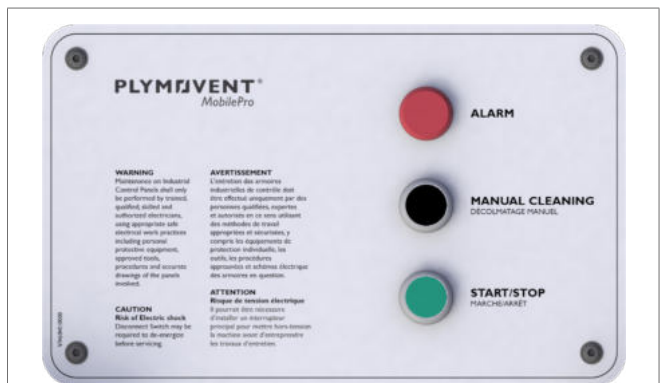 PLYMOVENT®
MobilePro
ALARM
WARNING
Maintenance on Industrial
Control Panels shall only
be performed by trained,
qualified, skilled and
authorized electricians,
using appropriate safe
electrical work practices
including personal
protective equipment,
approved tools,
procedures and accurate
drawings of the panels
involved.
AVERTISSEMENT
L'entretien des armoires
industrielles de contrôle doit
être effectué uniquement par des
personnes qualifiées, expertes
et autorisés en ce sens utilisant
des méthodes de travail
appropriées et sécurisées, y
compris les équipements de
protection individuelle, les
outils, les procédures
approuvées et schémas électrique
des armoires en question.
MANUAL CLEANING
DÉCOLMATAGE MANUEL
CAUTION
Risk of Electric shock
Disconnect Switch may be
required to de-energize
before servicing.
ATTENTION
Risque de tension électrique
Il pourrait être nécessaire
d'installer un interrupteur
principal pour mettre hors-tension
la machine avant d'entreprendre
les travaux d'entretien.
START/STOP
MARCHE/ARRÊT